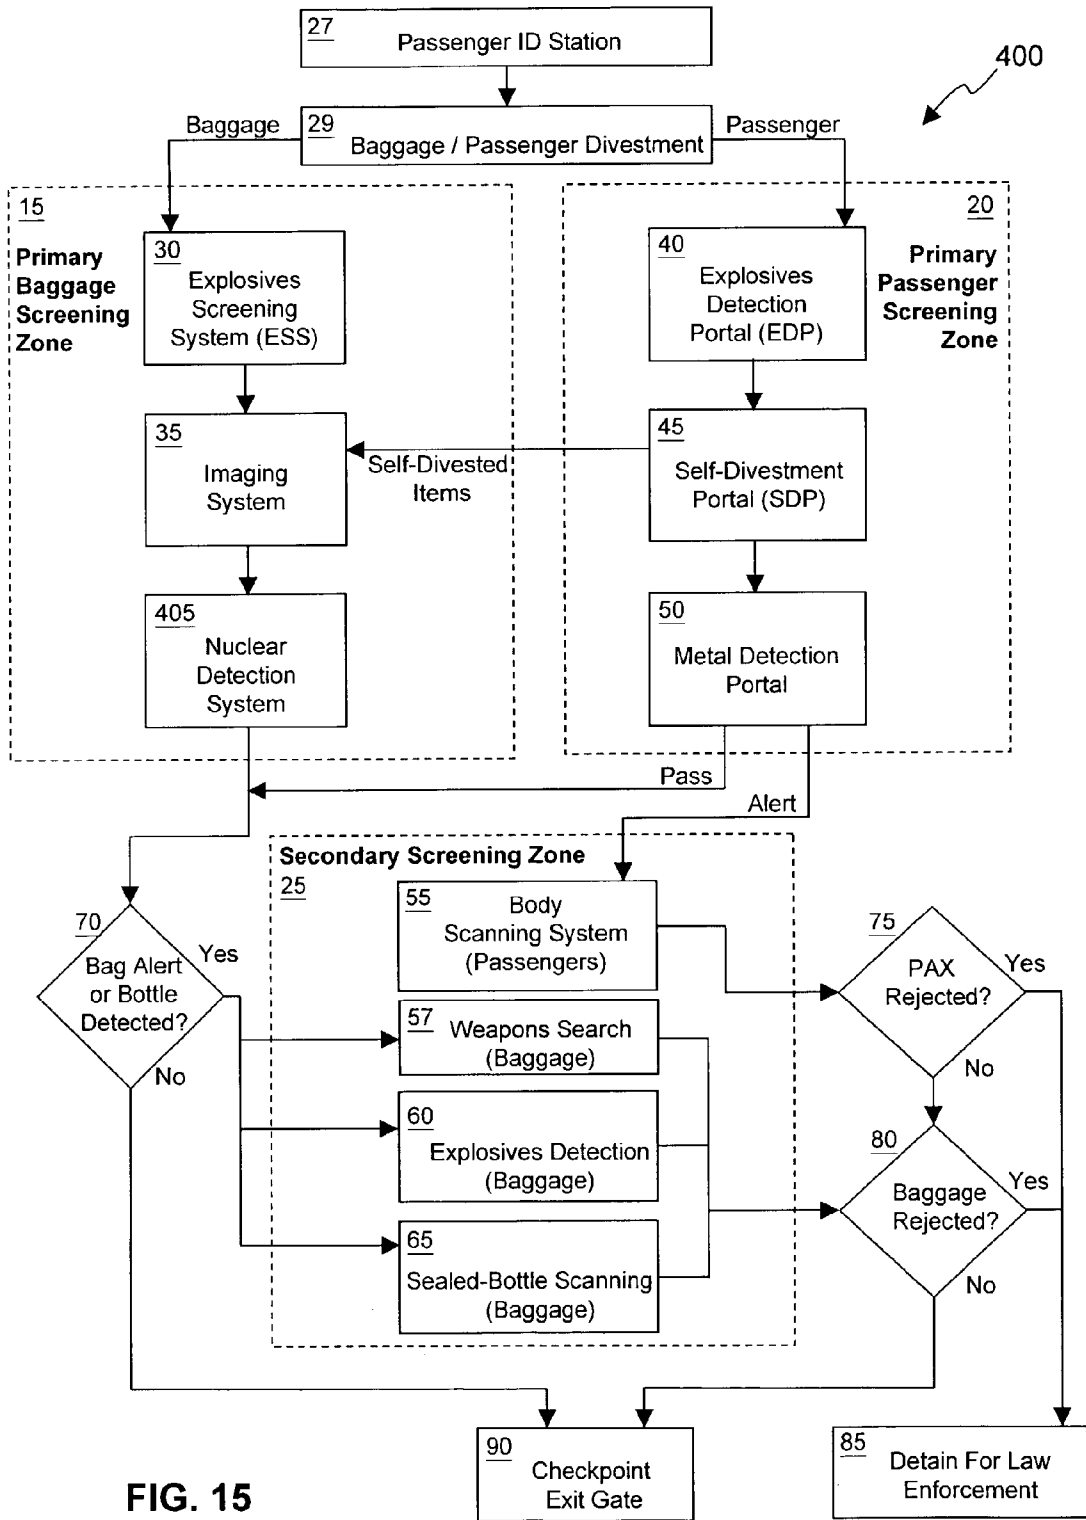 27
Passenger ID Station
400
Baggage
29
Baggage / Passenger Divestment
Passenger
15
Primary
Baggage
Screening
Zone
30
Explosives
Screening
System (ESS)
35
Imaging
System
405
Nuclear
Detection
System
20
Primary
Passenger
Screening
Zone
40
Explosives
Detection
Portal (EDP)
45
Self-Divestment
Portal (SDP)
Self-Divested
Items
50
Metal Detection
Portal
Pass
Alert
Secondary Screening Zone
25
55
Body
Scanning System
(Passengers)
57
Weapons Search
(Baggage)
60
Explosives Detection
(Baggage)
65
Sealed-Bottle Scanning
(Baggage)
70
Bag Alert
or Bottle
Detected?
Yes
No
75
PAX
Rejected?
Yes
No
80
Baggage
Rejected?
Yes
No
90
Checkpoint
Exit Gate
85
Detain For Law
Enforcement
FIG. 15